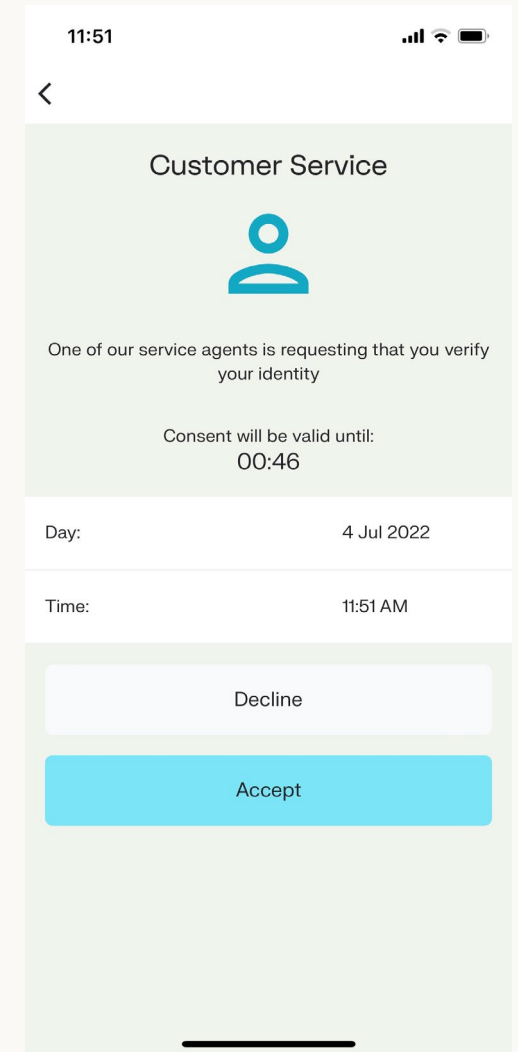 11:51
Customer Service
One of our service agents is requesting that you verify
your identity
Consent will be valid until:
00:46
Day: 4 Jul 2022
Time: 11:51 AM
Decline
Accept